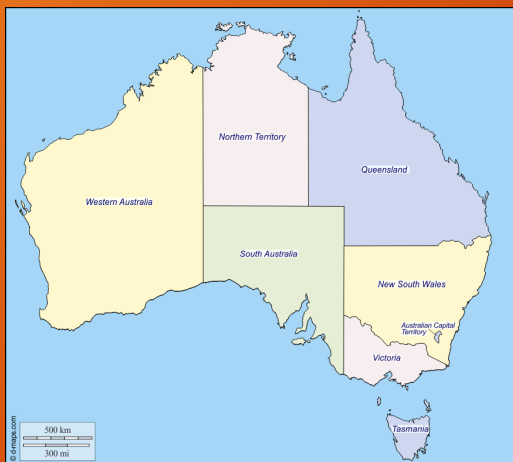 Northern Territory
Queensland
Western Australia
South Australia
New South Wales
Australian Capital
Territory
Victoria
Tasmania
© d-maps.com
500 km
300 mi